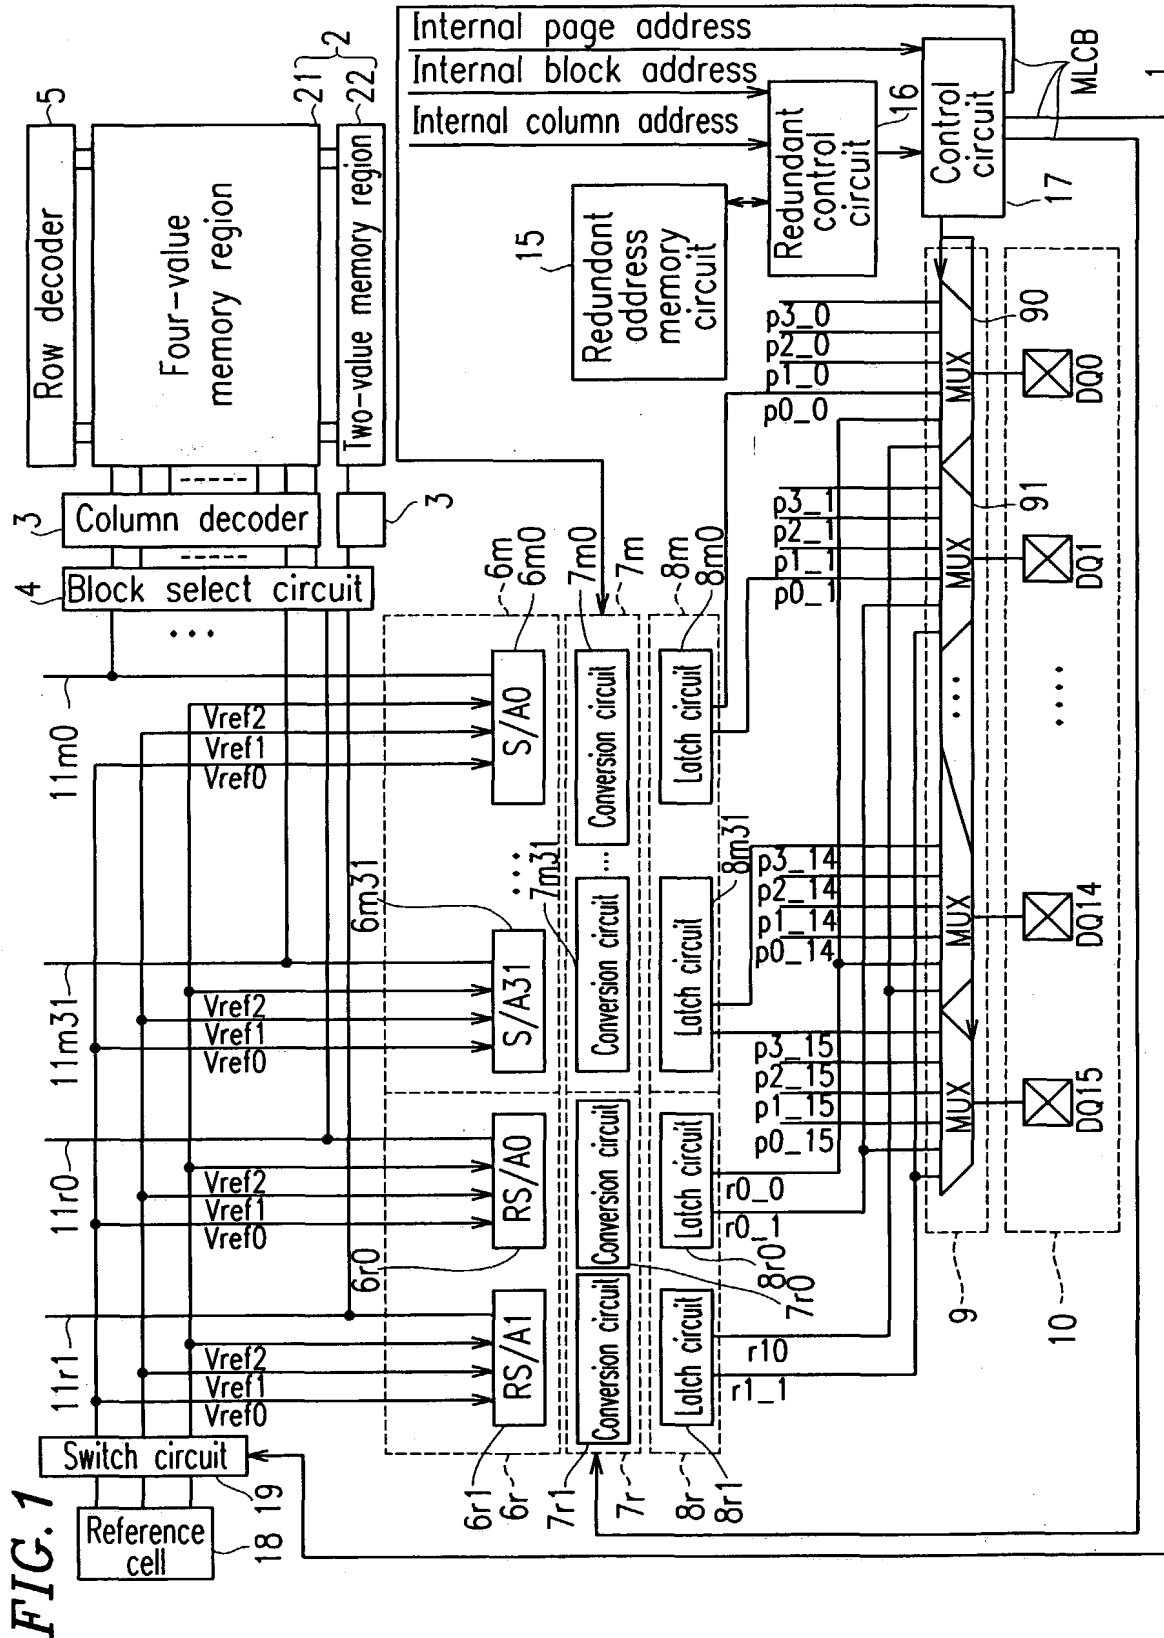 FIG. 1
Reference
cell
18
Switch circuit
19
11r1
11r0
11m31
11m0
Vref2
Vref1
Vref0
Vref2
Vref1
Vref0
Vref2
Vref1
Vref0
Vref2
Vref1
Vref0
4
Block select circuit
3
Column decoder
3
Row decoder
5
Four-value
memory region
21
2
Two-value memory region
22
6r1
6r
RS/A1
6r0
RS/A0
S/A31
6m31
...
S/A0
6m
6m0
7r1
7r
Conversion circuit
Conversion circuit
7r0
Conversion circuit
7m31
...
Conversion circuit
7m0
7m
8r
8r1
Latch circuit
8r0
Latch circuit
Latch circuit
8m31
Latch circuit
8m
8m0
r1_1
r10
r0_1
r0_0
p3_15
p2_15
p1_15
p0_15
p3_14
p2_14
p1_14
p0_14
p3_1
p2_1
p1_1
p0_1
p3_0
p2_0
p1_0
p0_0
Internal page address
Internal block address
Internal column address
15
Redundant
address
memory
circuit
Redundant
control
circuit
16
Control
circuit
17
MLCB
1
9
MUX
MUX
...
MUX
91
MUX
90
10
DQ15
DQ14
....
DQ1
DQ0